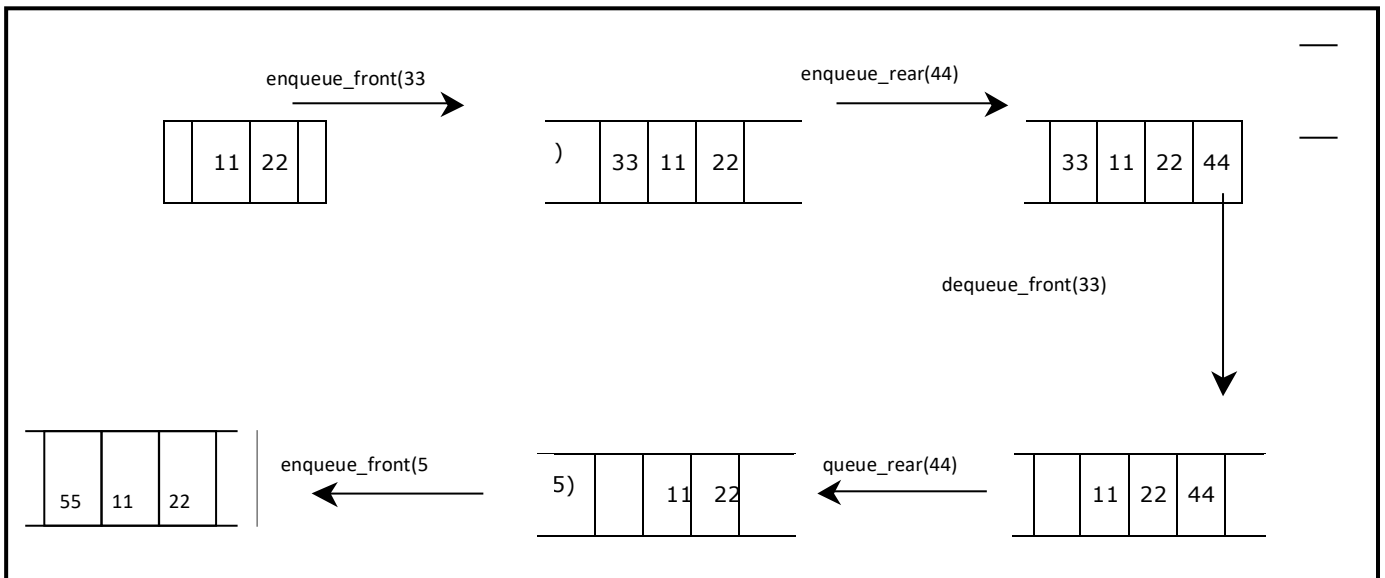 enqueue_front(33
enqueue_rear(44)
11 22
) 33 11 22
33 11 22 44
dequeue_front(33)
enqueue_front(5
queue_rear(44)
55 11 22
5) 11 22
11 22 44